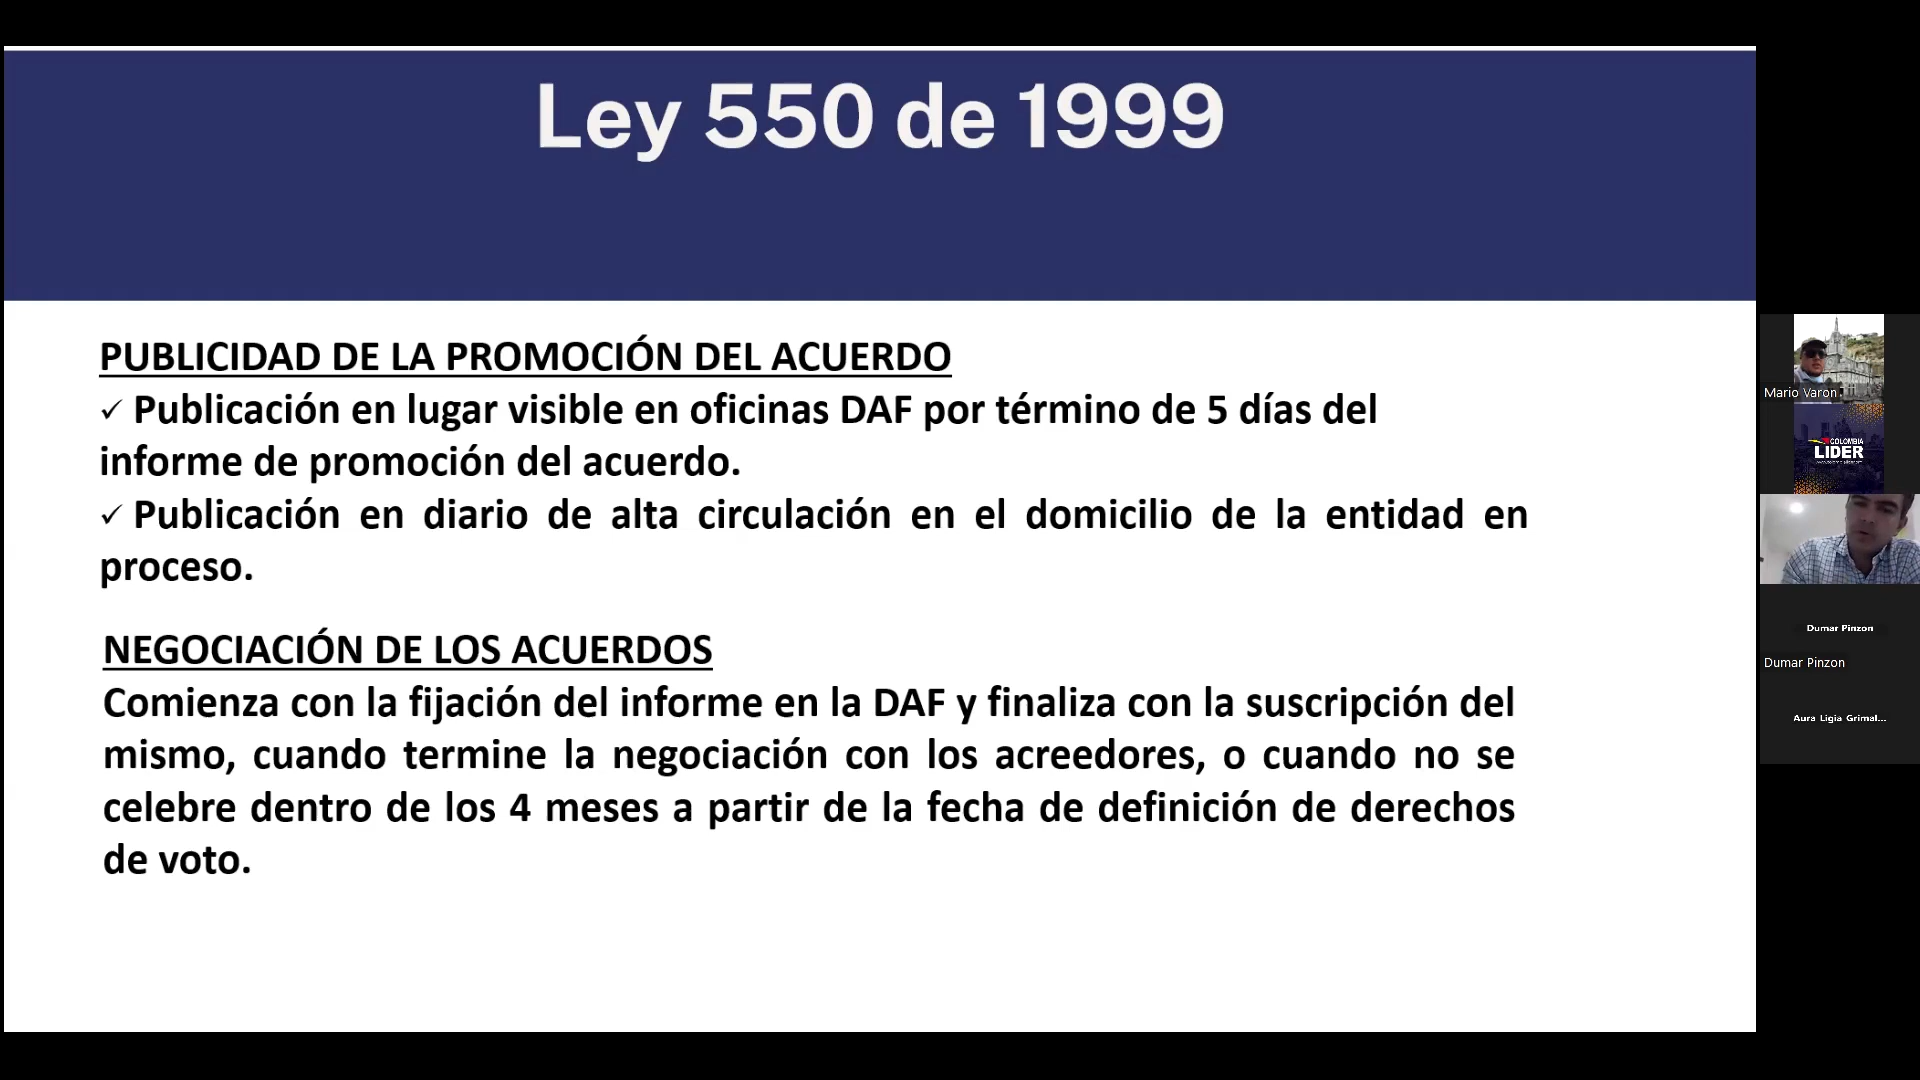 Ley 550 de 1999
PUBLICIDAD DE LA PROMOCIÓN DEL ACUERDO
✓ Publicación en lugar visible en oficinas DAF por término de 5 días del
informe de promoción del acuerdo.
✓ Publicación en diario de alta circulación en el domicilio de la entidad en
proceso.
NEGOCIACIÓN DE LOS ACUERDOS
Comienza con la fijación del informe en la DAF y finaliza con la suscripción del
mismo, cuando termine la negociación con los acreedores, o cuando no se
celebre dentro de los 4 meses a partir de la fecha de definición de derechos
de voto.
Mario Varon
COLOMBIA
LIDER
Dumar Pinzon
Dumar Pinzon
Aura Ligia Grimal...